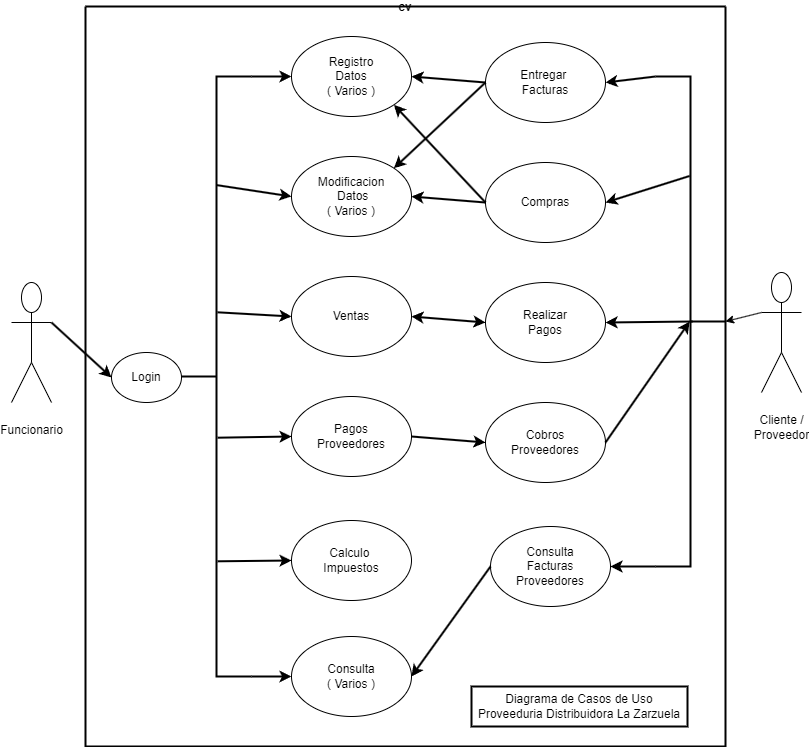 cv
Registro
Datos
( Varios )
Entregar
Facturas
Modificacion
Datos
( Varios )
Compras
Ventas
Realizar
Pagos
Login
Funcionario
Pagos
Proveedores
Cobros
Proveedores
Cliente /
Proveedor
Calculo
Impuestos
Consulta
Facturas
Proveedores
Consulta
( Varios )
Diagrama de Casos de Uso
Proveeduria Distribuidora La Zarzuela